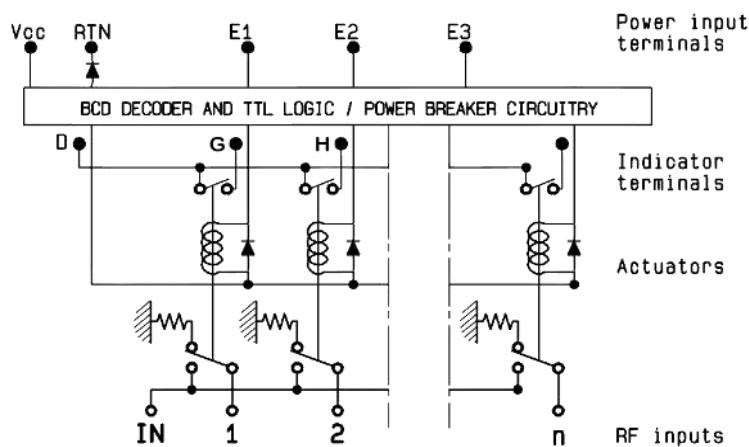 Vcc RTN E1 E2 E3 Power input
terminals
BCD DECODER AND TTL LOGIC / POWER BREAKER CIRCUITRY
D G H Indicator
terminals
Actuators
IN 1 2 n RF inputs